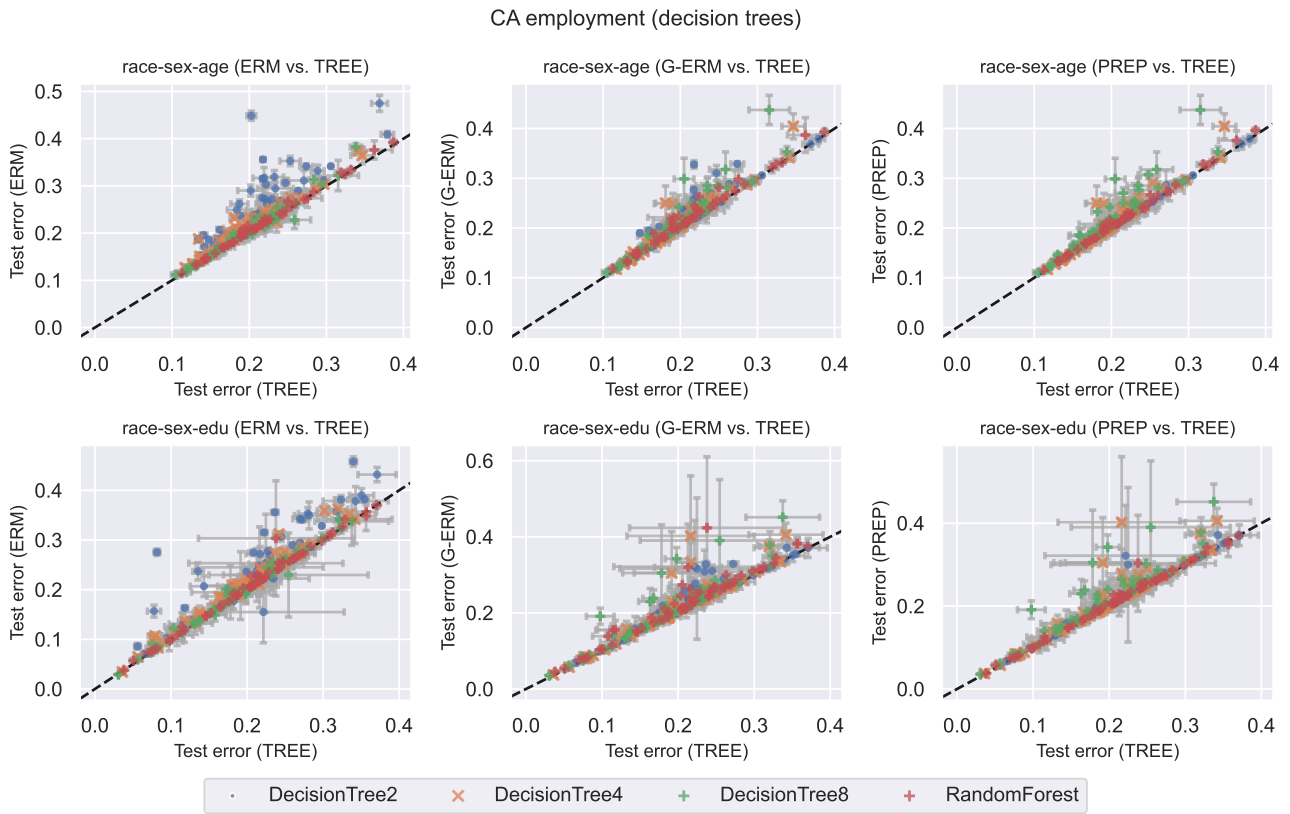 CA employment (decision trees)
race-sex-age (ERM vs. TREE)
race-sex-age (G-ERM vs. TREE)
race-sex-age (PREP vs. TREE)
0.5
0.4
0.3
0.2
0.1
0.0
Test error (ERM)
0.0 0.1 0.2 0.3 0.4
Test error (TREE)
0.4
0.3
0.2
0.1
0.0
Test error (G-ERM)
0.0 0.1 0.2 0.3 0.4
Test error (TREE)
0.4
0.3
0.2
0.1
0.0
Test error (PREP)
0.0 0.1 0.2 0.3 0.4
Test error (TREE)
race-sex-edu (ERM vs. TREE)
race-sex-edu (G-ERM vs. TREE)
race-sex-edu (PREP vs. TREE)
0.4
0.3
0.2
0.1
0.0
Test error (ERM)
0.0 0.1 0.2 0.3 0.4
Test error (TREE)
0.6
0.4
0.2
0.0
Test error (G-ERM)
0.0 0.1 0.2 0.3 0.4
Test error (TREE)
0.4
0.2
0.0
Test error (PREP)
0.0 0.1 0.2 0.3 0.4
Test error (TREE)
DecisionTree2 DecisionTree4 DecisionTree8 RandomForest